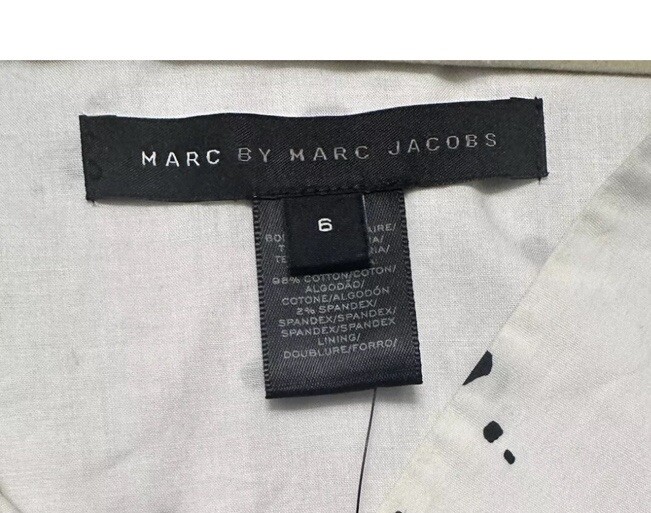 MARC BY MARC JACOBS
6
98% COTTON/COTON/
ALGODÃO/
COTONE/ALGODÓN
2% SPANDEX/
SPANDEX/SPANDEX/
SPANDEX/SPANDEX
LINING/
DOUBLURE/FORRO/